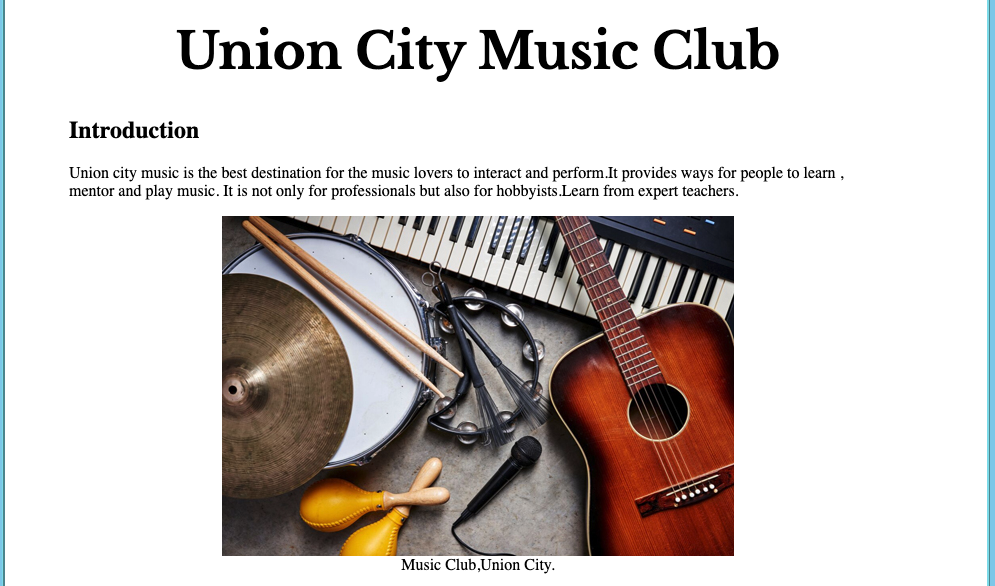 Union City Music Club
Introduction
Union city music is the best destination for the music lovers to interact and perform.It provides ways for people to learn ,
mentor and play music. It is not only for professionals but also for hobbyists.Learn from expert teachers.
Music Club,Union City.